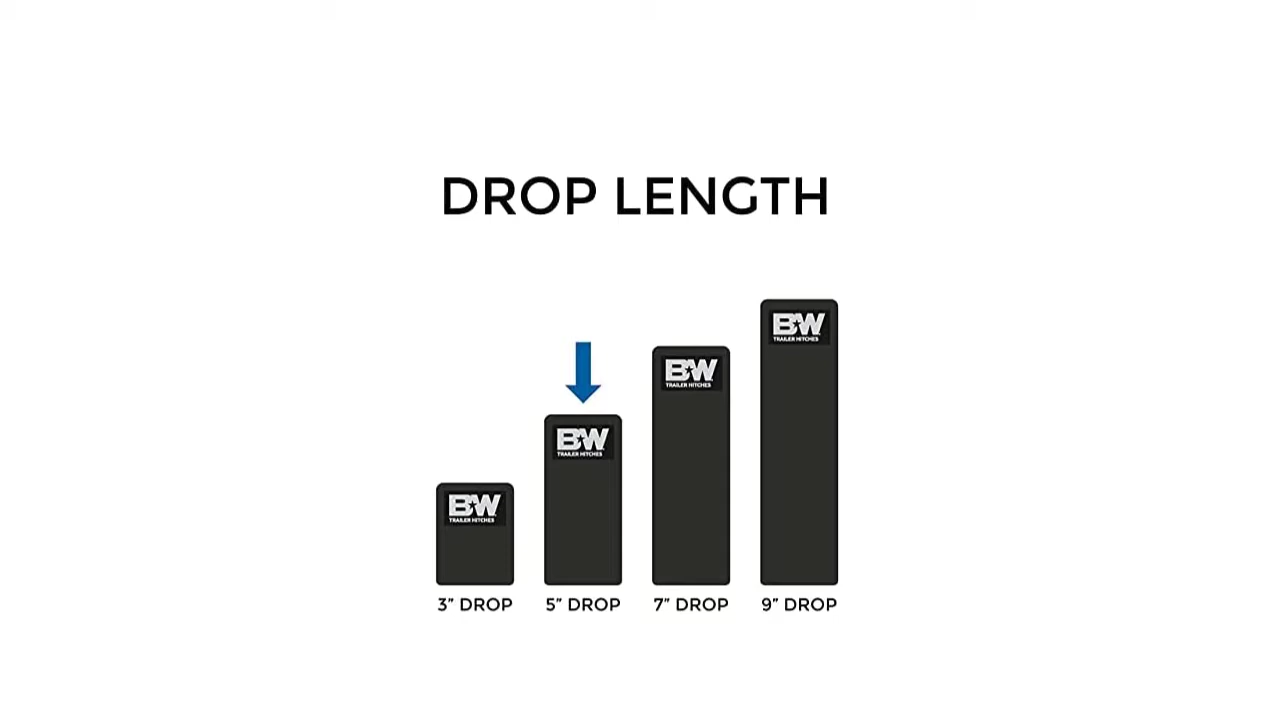 DROP LENGTH
B&W
TRAILER HITCHES
B&W
TRAILER HITCHES
B&W
TRAILER HITCHES
B&W
TRAILER HITCHES
3” DROP
5” DROP
7” DROP
9” DROP